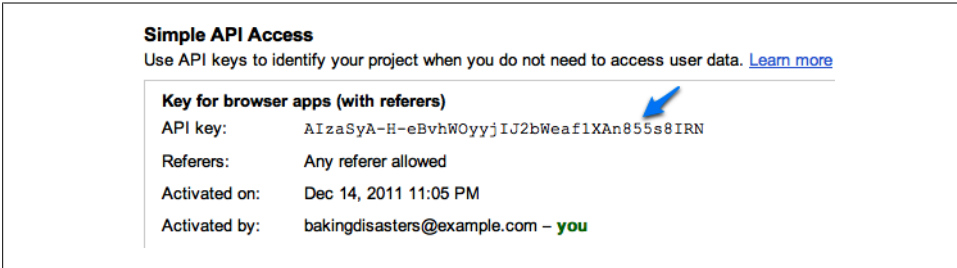 Simple API Access
Use API keys to identify your project when you do not need to access user data. Learn more
Key for browser apps (with referers)
API key: AIzaSyA-H-eBvhWOyyjIJ2bWeaf1XAn855s8IRN
Referers: Any referer allowed
Activated on: Dec 14, 2011 11:05 PM
Activated by: bakingdisasters@example.com – you